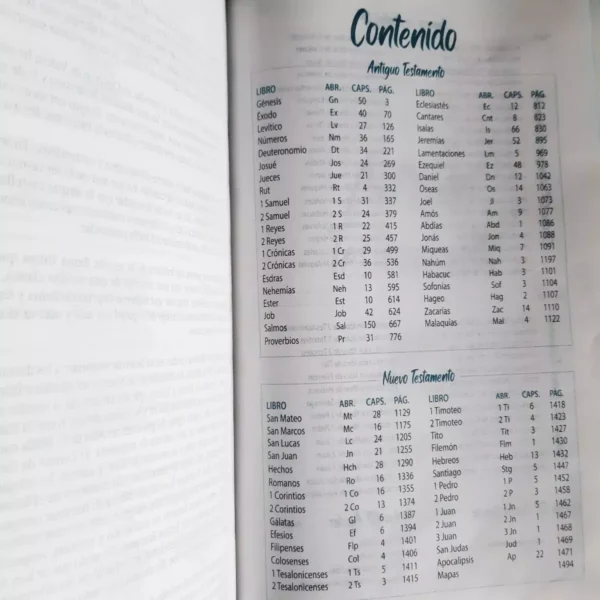 Contenido
Antiguo Testamento
LIBRO ABR. CAPS. PÁG.
Génesis Gn 50 3
Éxodo Ex 40 70
Levítico Lv 27 126
Números Nm 36 165
Deuteronomio Dt 34 221
Josué Jos 24 269
Jueces Jue 21 300
Rut Rt 4 332
1 Samuel 1 S 31 337
2 Samuel 2 S 24 379
1 Reyes 1 R 22 415
2 Reyes 2 R 25 457
1 Crónicas 1 Cr 29 499
2 Crónicas 2 Cr 36 536
Esdras Esd 10 581
Nehemías Neh 13 595
Ester Est 10 614
Job Job 42 624
Salmos Sal 150 667
Proverbios Pr 31 776
LIBRO ABR. CAPS. PÁG.
Eclesiastés Ec 12 812
Cantares Cnt 8 823
Isaías Is 66 830
Jeremías Jer 52 895
Lamentaciones Lm 5 969
Ezequiel Ez 48 978
Daniel Dn 12 1042
Oseas Os 14 1063
Joel Jl 3 1073
Amós Am 9 1077
Abdías Abd 1 1086
Jonás Jon 4 1088
Miqueas Miq 7 1091
Nahúm Nah 3 1197
Habacuc Hab 3 1101
Sofonías Sof 3 1104
Hageo Hag 2 1107
Zacarías Zac 14 1110
Malaquías Mal 4 1122
Nuevo Testamento
LIBRO ABR. CAPS. PÁG.
San Mateo Mt 28 1129
San Marcos Mc 16 1175
San Lucas Lc 24 1205
San Juan Jn 21 1255
Hechos Hch 28 1290
Romanos Ro 16 1336
1 Corintios 1 Co 16 1355
2 Corintios 2 Co 13 1374
Gálatas Gl 6 1387
Efesios Ef 6 1394
Filipenses Flp 4 1401
Colosenses Col 4 1406
1 Tesalonicenses 1 Ts 5 1411
2 Tesalonicenses 2 Ts 3 1415
LIBRO ABR. CAPS. PÁG.
1 Timoteo 1 Ti 6 1418
2 Timoteo 2 Ti 4 1423
Tito Tit 3 1427
Filemón Flm 1 1430
Hebreos Heb 13 1432
Santiago Stg 5 1447
1 Pedro 1 P 5 1452
2 Pedro 2 P 3 1458
1 Juan 1 Jn 5 1462
2 Juan 2 Jn 1 1467
3 Juan 3 Jn 1 1468
San Judas Jud 1 1469
Apocalipsis Ap 22 1471
Mapas 1494